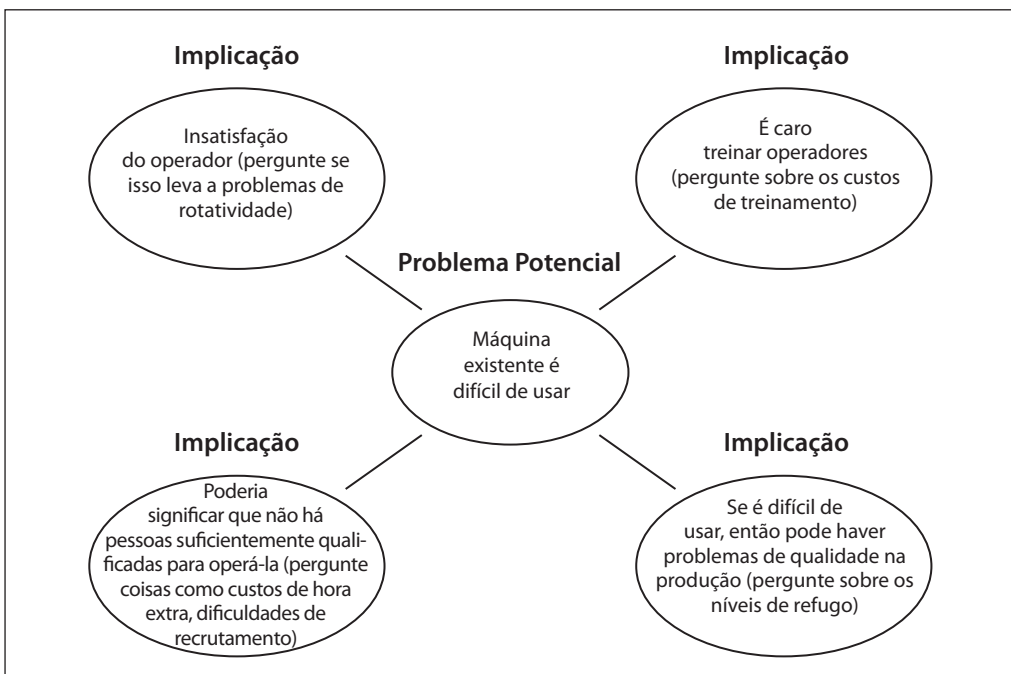 Implicação
Insatisfação
do operador (pergunte se
isso leva a problemas de
rotatividade)
Implicação
É caro
treinar operadores
(pergunte sobre os custos
de treinamento)
Problema Potencial
Máquina
existente é
difícil de usar
Implicação
Poderia
significar que não há
pessoas suficientemente quali-
ficadas para operá-la (pergunte
coisas como custos de hora
extra, dificuldades de
recrutamento)
Implicação
Se é difícil de
usar, então pode haver
problemas de qualidade na
produção (pergunte sobre os
níveis de refugo)